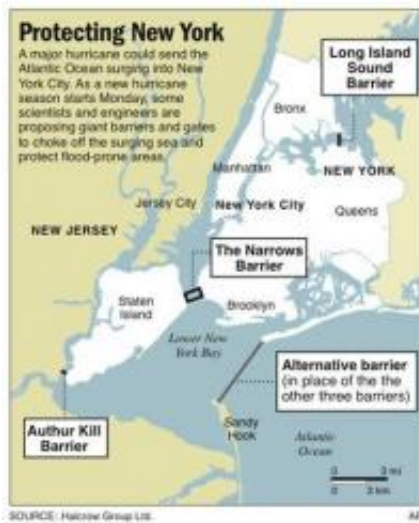 Protecting New York
A major hurricane could send the
Atlantic Ocean surging into New
York City. As a new hurricane
season starts Monday, some
scientists and engineers are
proposing giant barriers and gates
to choke off the surging sea and
protect flood-prone areas.
Long Island
Sound
Barrier
Bronx
Manhattan
NEW YORK
Jersey City
New York City
Queens
NEW JERSEY
The Narrows
Barrier
Staten
Island
Brooklyn
Lower New
York Bay
Alternative barrier
(in place of the the
other three barriers)
Authur Kill
Barrier
Sandy
Hook
Atlantic
Ocean
0 3 mi
0 3 km
SOURCE: Halcrow Group Ltd.
AP